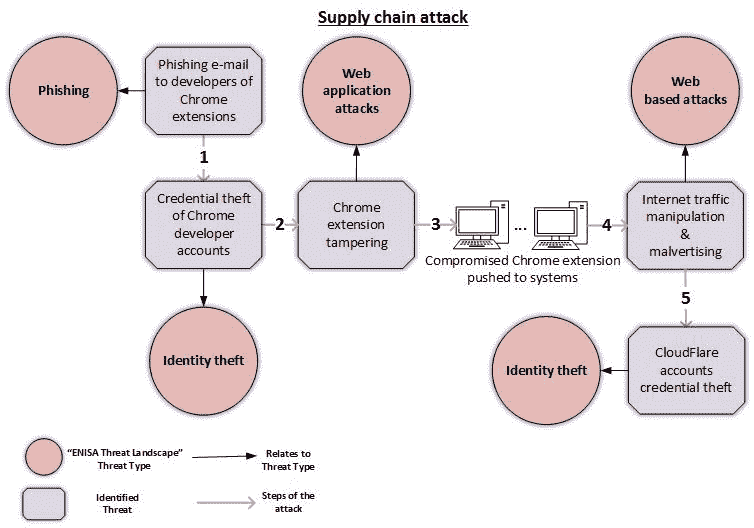 Supply chain attack
Phishing
Phishing e-mail
to developers of
Chrome
extensions
1
Credential theft
of Chrome
developer
accounts
Identity theft
2
Web
application
attacks
Chrome
extension
tampering
3
...
Compromised Chrome extension
pushed to systems
4
Web
based attacks
Internet traffic
manipulation
&
malvertising
5
CloudFlare
accounts
credential theft
Identity theft
“ENISA Threat Landscape”
Threat Type
Relates to
Threat Type
Identified
Threat
Steps of the
attack